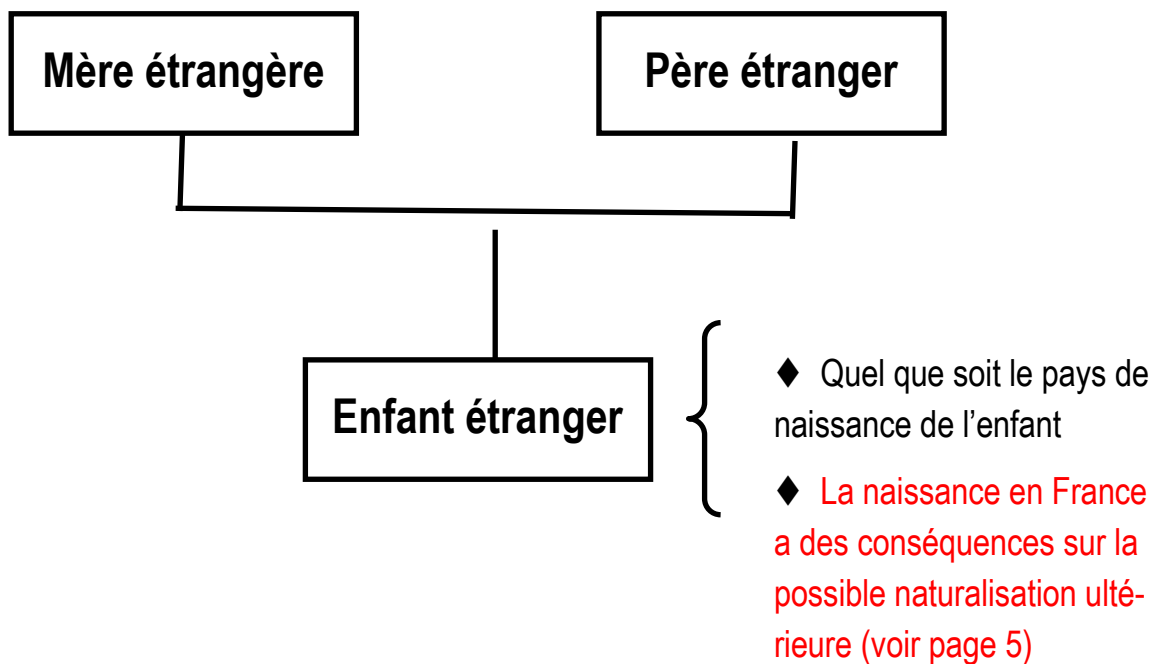 Mère étrangère
Père étranger
Enfant étranger
♦ Quel que soit le pays de
naissance de l’enfant
♦ La naissance en France
a des conséquences sur la
possible naturalisation ulté-
rieure (voir page 5)